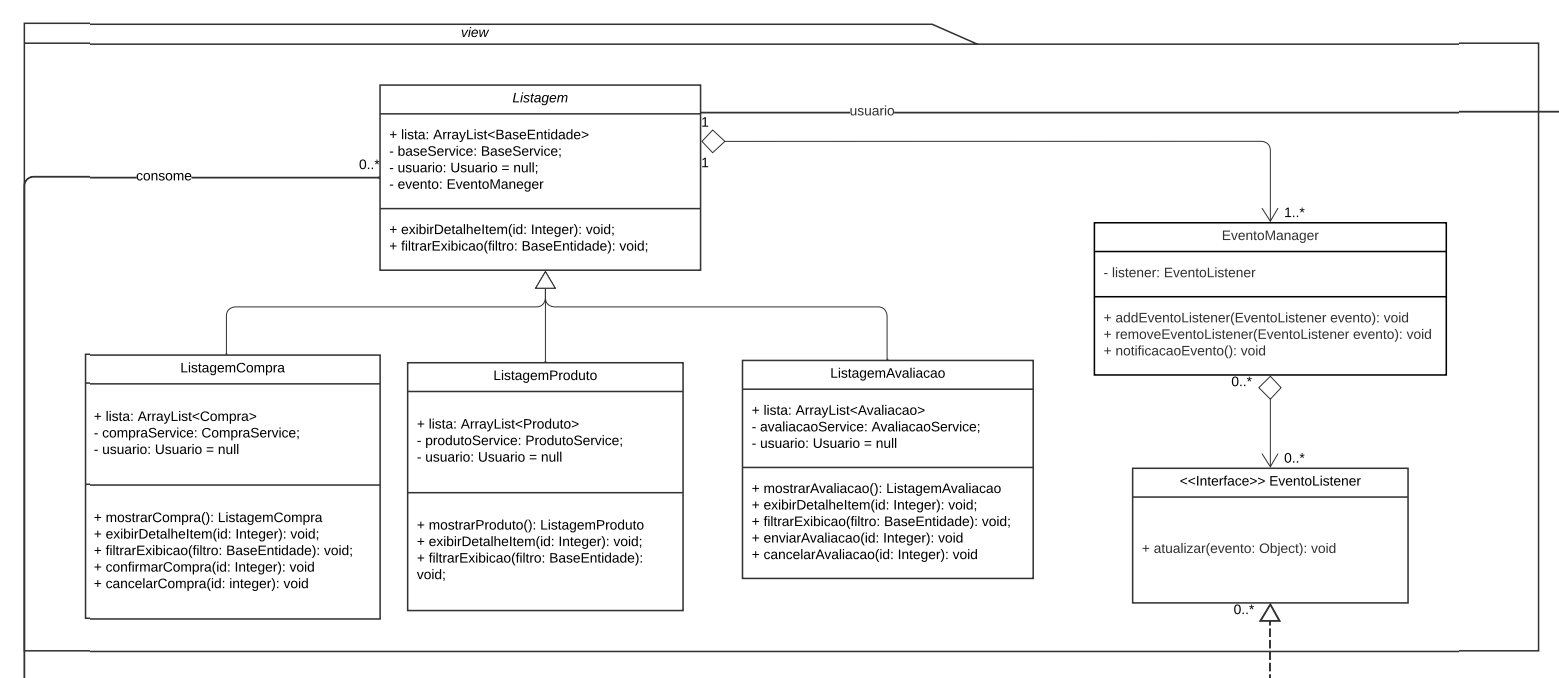 view
Listagem
+ lista: ArrayList<BaseEntidade>
- baseService: BaseService;
- usuario: Usuario = null;
- evento: EventoManeger
+ exibirDetalheItem(id: Integer): void;
+ filtrarExibicao(filtro: BaseEntidade): void;
usuario
1
1
0..*
consome
1..*
EventoManager
- listener: EventoListener
+ addEventoListener(EventoListener evento): void
+ removeEventoListener(EventoListener evento): void
+ notificacaoEvento(): void
0..*
0..*
ListagemCompra
+ lista: ArrayList<Compra>
- compraService: CompraService;
- usuario: Usuario = null
+ mostrarCompra(): ListagemCompra
+ exibirDetalheItem(id: Integer): void;
+ filtrarExibicao(filtro: BaseEntidade): void;
+ confirmarCompra(id: Integer): void
+ cancelarCompra(id: integer): void
ListagemProduto
+ lista: ArrayList<Produto>
- produtoService: ProdutoService;
- usuario: Usuario = null
+ mostrarProduto(): ListagemProduto
+ exibirDetalheItem(id: Integer): void;
+ filtrarExibicao(filtro: BaseEntidade):
void;
ListagemAvaliacao
+ lista: ArrayList<Avaliacao>
- avaliacaoService: AvaliacaoService;
- usuario: Usuario = null
+ mostrarAvaliacao(): ListagemAvaliacao
+ exibirDetalheItem(id: Integer): void;
+ filtrarExibicao(filtro: BaseEntidade): void;
+ enviarAvaliacao(id: Integer): void
+ cancelarAvaliacao(id: Integer): void
<<Interface>> EventoListener
+ atualizar(evento: Object): void
0..*